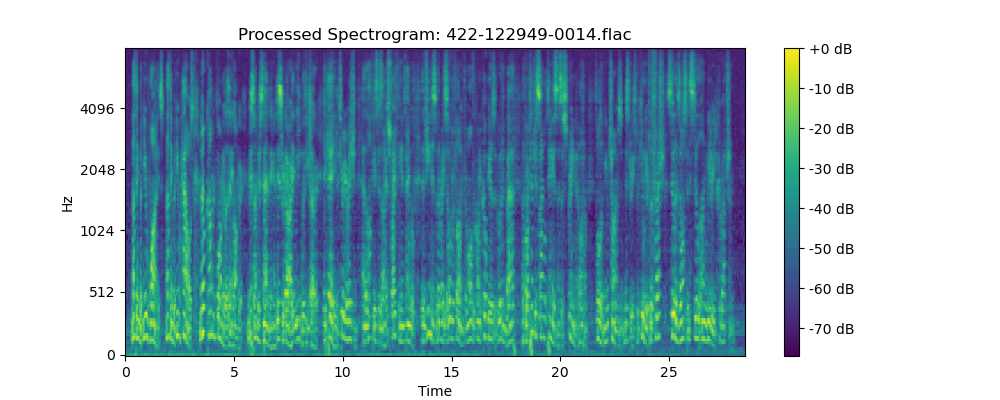 Processed Spectrogram: 422-122949-0014.flac
Hz
4096
2048
1024
512
0
0 5 10 15 20 25
Time
+0 dB
-10 dB
-20 dB
-30 dB
-40 dB
-50 dB
-60 dB
-70 dB